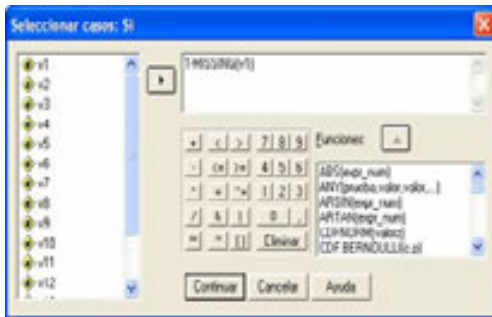 Seleccionar casos: Si
v1
v2
v3
v4
v5
v6
v7
v8
v9
v10
v11
v12
1-MISSING(v1)
+ < > 7 8 9
- <= >= 4 5 6
* = ~= 1 2 3
/ & | 0 .
** ~ () Eliminar
Funciones:
ABS(expr_num)
ANY(prueba,valor,valor,...)
ARSIN(expr_num)
ARTAN(expr_num)
CDFNORM(valorz)
CDF.BERNOULLI(c,p)
Continuar Cancelar Ayuda